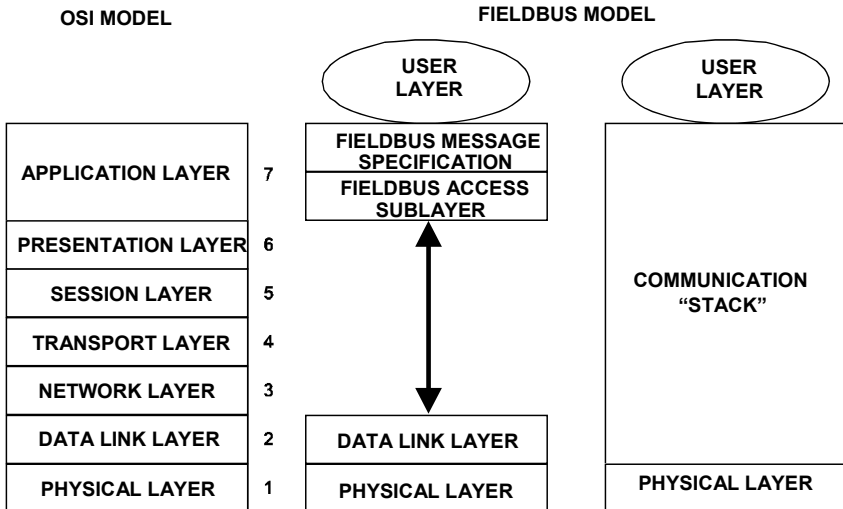 OSI MODEL
FIELDBUS MODEL
USER
LAYER
USER
LAYER
APPLICATION LAYER
7
FIELDBUS MESSAGE
SPECIFICATION
FIELDBUS ACCESS
SUBLAYER
PRESENTATION LAYER
6
SESSION LAYER
5
TRANSPORT LAYER
4
NETWORK LAYER
3
DATA LINK LAYER
2
DATA LINK LAYER
PHYSICAL LAYER
1
PHYSICAL LAYER
COMMUNICATION
“STACK”
PHYSICAL LAYER